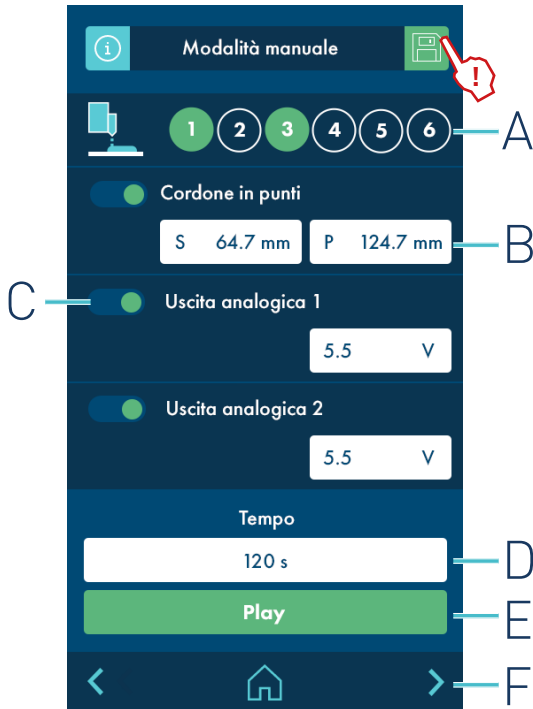 i Modalità manuale !
1 2 3 4 5 6 A
Cordone in punti
S 64.7 mm P 124.7 mm B
C Uscita analogica 1
5.5 V
Uscita analogica 2
5.5 V
Tempo
120 s D
Play E
F